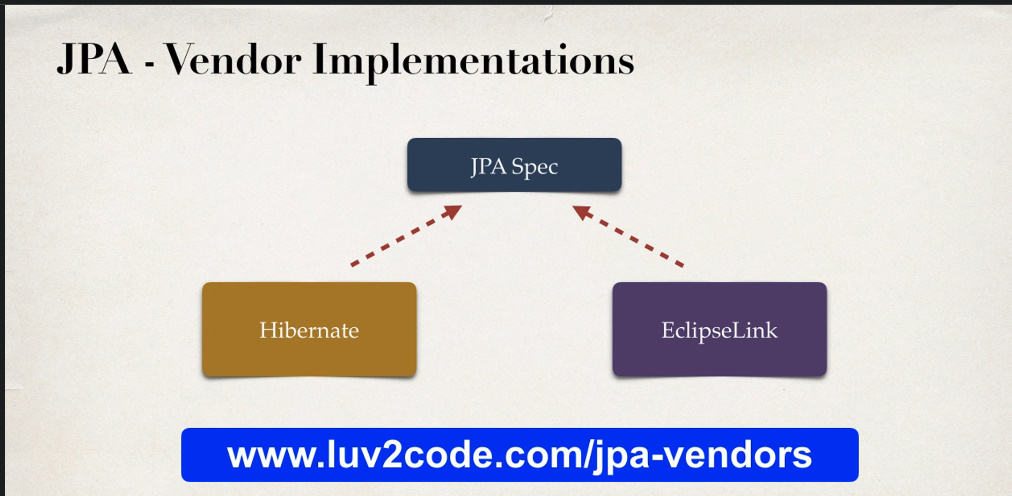 JPA - Vendor Implementations
JPA Spec
Hibernate
EclipseLink
www.luv2code.com/jpa-vendors